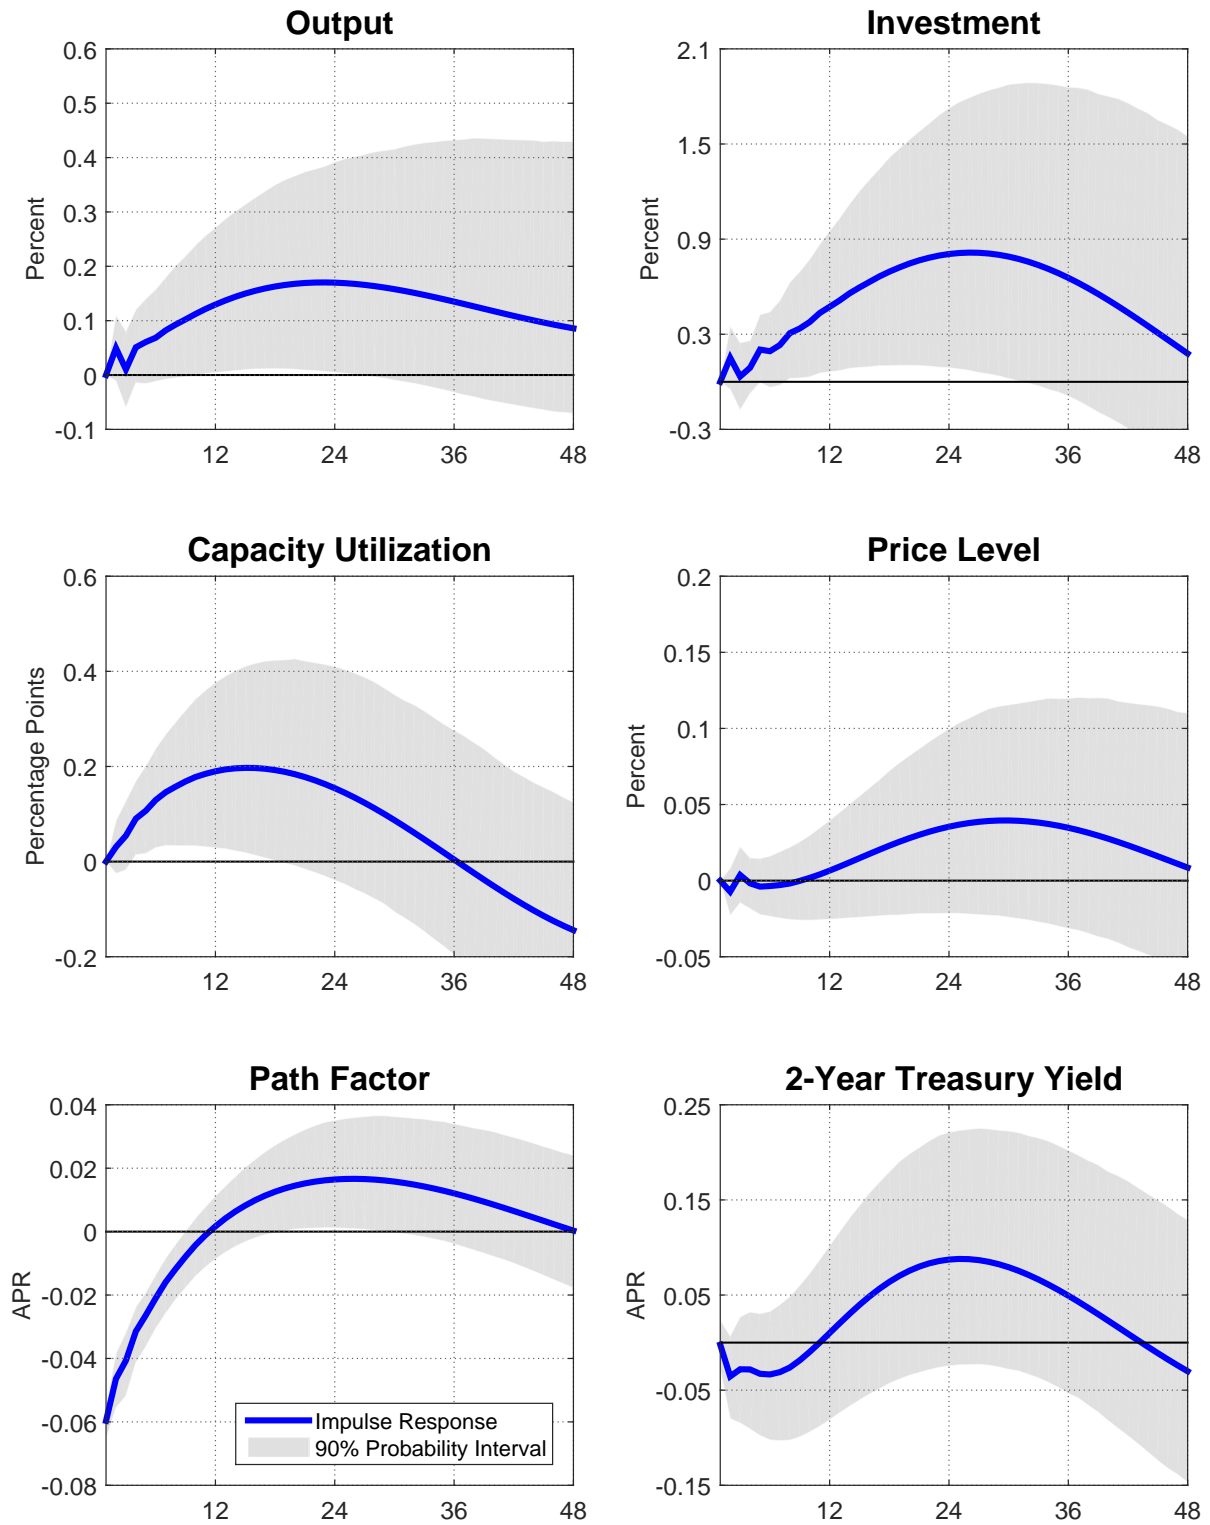 Output
Percent
0.6
0.5
0.4
0.3
0.2
0.1
0
-0.1
12 24 36 48
Investment
Percent
2.1
1.5
0.9
0.3
-0.3
12 24 36 48
Capacity Utilization
Percentage Points
0.6
0.4
0.2
0
-0.2
12 24 36 48
Price Level
Percent
0.2
0.15
0.1
0.05
0
-0.05
12 24 36 48
Path Factor
APR
0.04
0.02
0
-0.02
-0.04
-0.06
-0.08
Impulse Response
90% Probability Interval
12 24 36 48
2-Year Treasury Yield
APR
0.25
0.15
0.05
-0.05
-0.15
12 24 36 48